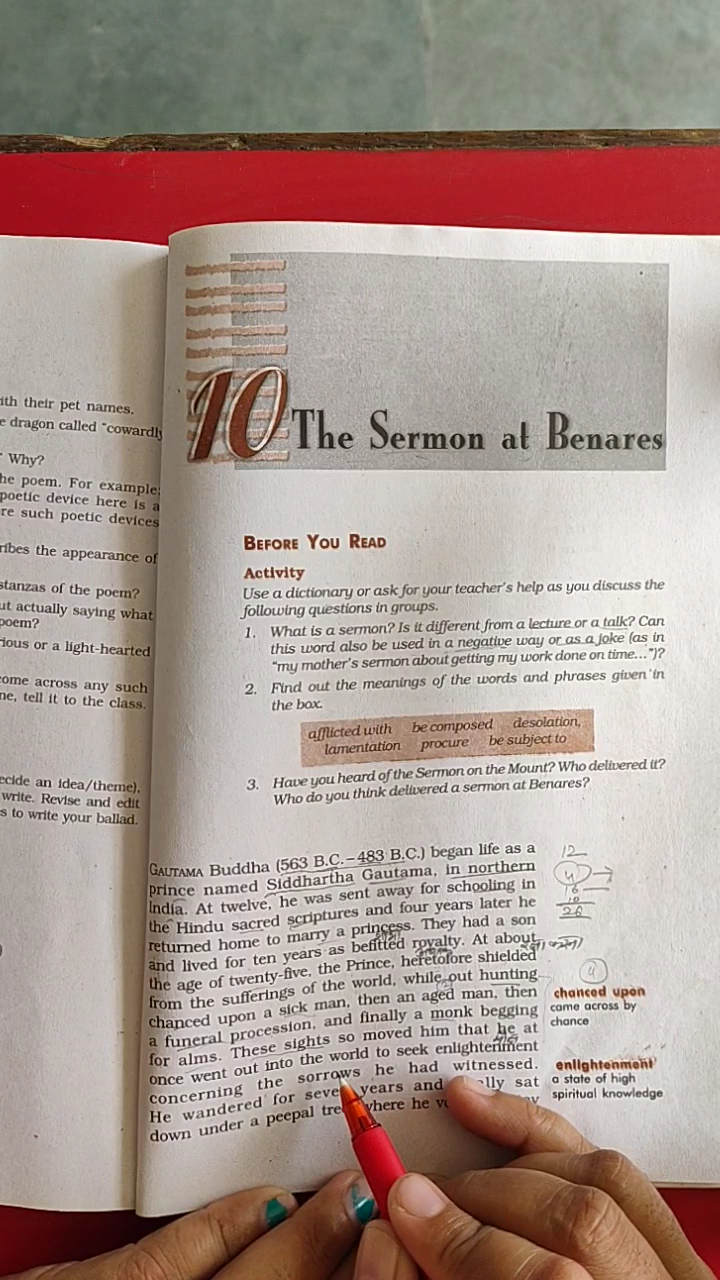 ith their pet names.
e dragon called "cowardly
Why?
he poem. For example:
poetic device here is a
re such poetic devices
ribes the appearance of
stanzas of the poem?
ut actually saying what
poem?
ious or a light-hearted
ome across any such
ne, tell it to the class.
ecide an idea/theme).
write. Revise and edit
s to write your ballad.
10 The Sermon at Benares
BEFORE YOU READ
Activity
Use a dictionary or ask for your teacher's help as you discuss the
following questions in groups.
1. What is a sermon? Is it different from a lecture or a talk? Can
this word also be used in a negative way or as a joke (as in
"my mother's sermon about getting my work done on time...")?
2. Find out the meanings of the words and phrases given in
the box.
afflicted with be composed desolation,
lamentation procure be subject to
3. Have you heard of the Sermon on the Mount? Who delivered it?
Who do you think delivered a sermon at Benares?
GAUTAMA Buddha (563 B.C.–483 B.C.) began life as a
prince named Siddhartha Gautama, in northern
India. At twelve, he was sent away for schooling in
the Hindu sacred scriptures and four years later he
returned home to marry a princess. They had a son
and lived for ten years as befitted royalty. At about
the age of twenty-five, the Prince, heretofore shielded
from the sufferings of the world, while out hunting
chanced upon a sick man, then an aged man, then
a funeral procession, and finally a monk begging
for alms. These sights so moved him that he at
once went out into the world to seek enlightenment
concerning the sorrows he had witnessed.
He wandered for seve years and lly sat
down under a peepal tre where he v
12
4
16
10
26
4
chanced upon
came across by
chance
enlightenment
a state of high
spiritual knowledge